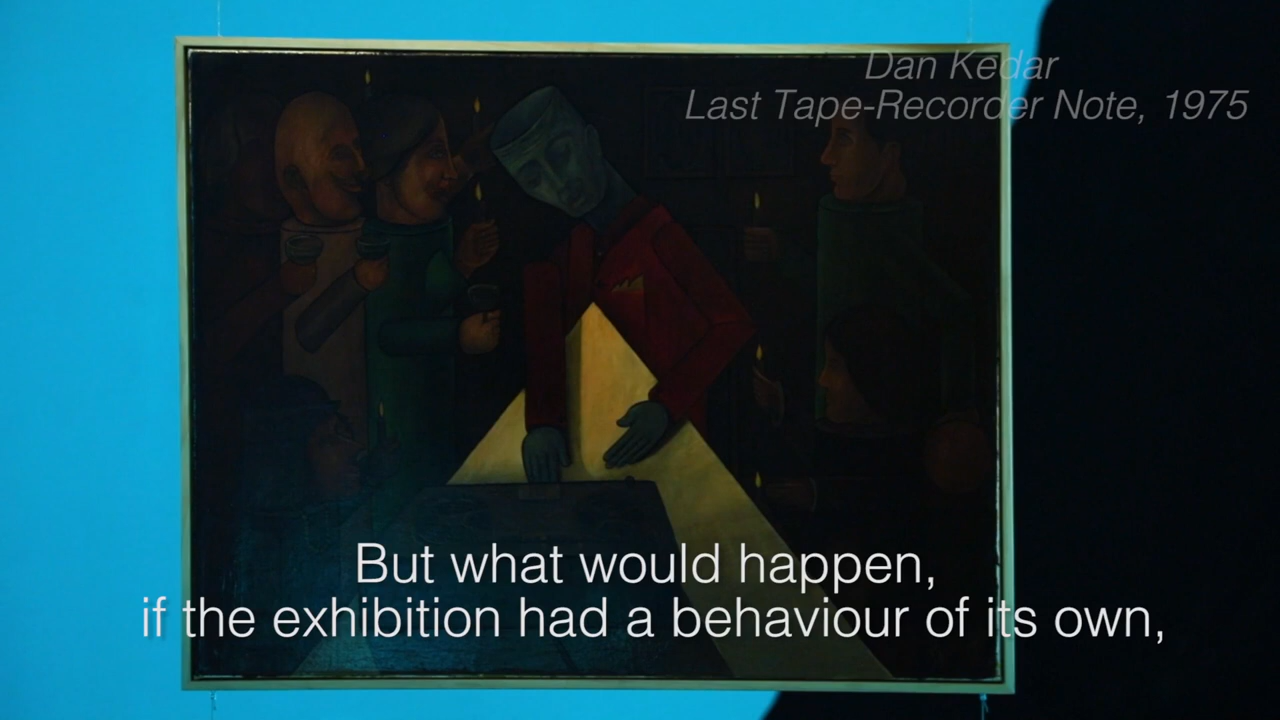 Dan Kedar
Last Tape-Recorder Note, 1975
But what would happen,
if the exhibition had a behaviour of its own,